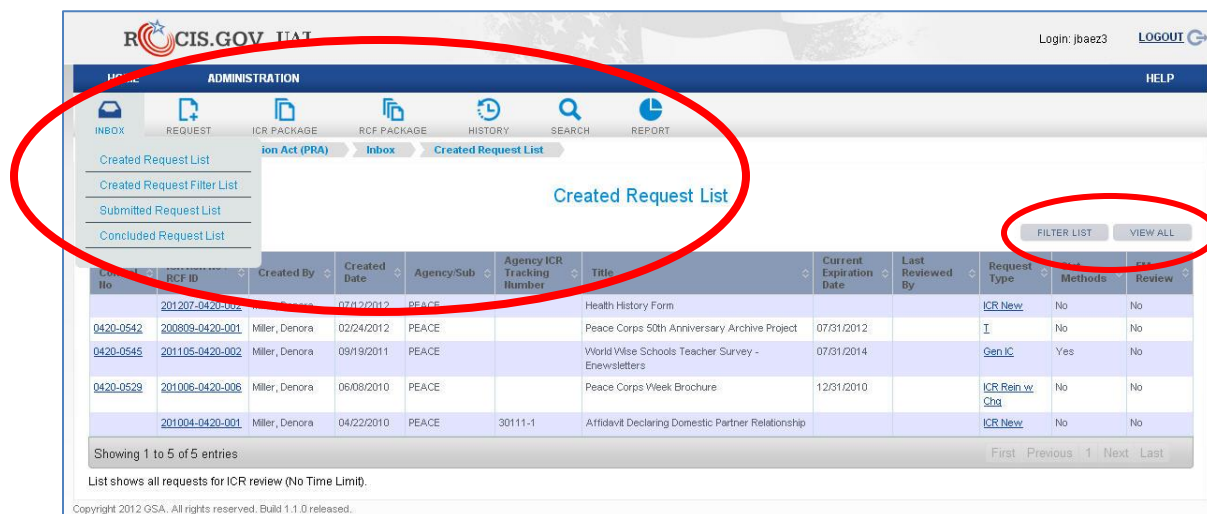 ROCIS.GOV UAT
Login: jbaez3 LOGOUT
HOME ADMINISTRATION HELP
INBOX REQUEST ICR PACKAGE RCF PACKAGE HISTORY SEARCH REPORT
Created Request List
Created Request Filter List
Submitted Request List
Concluded Request List
ion Act (PRA) Inbox Created Request List
Created Request List
FILTER LIST VIEW ALL
No RCF ID Created By Created Date Agency/Sub Agency ICR Tracking Number Title Current Expiration Date Last Reviewed By Request Type Methods Review
201207-0420-002 Denora 07/12/2012 PEACE Health History Form ICR New No No
0420-0542 200809-0420-001 Miller, Denora 02/24/2012 PEACE Peace Corps 50th Anniversary Archive Project 07/31/2012 T No No
0420-0545 201105-0420-002 Miller, Denora 09/19/2011 PEACE World Wise Schools Teacher Survey - Enewsletters 07/31/2014 Gen IC Yes No
0420-0529 201006-0420-006 Miller, Denora 06/08/2010 PEACE Peace Corps Week Brochure 12/31/2010 ICR Rein w Chg No No
201004-0420-001 Miller, Denora 04/22/2010 PEACE 30111-1 Affidavit Declaring Domestic Partner Relationship ICR New No No
Showing 1 to 5 of 5 entries First Previous 1 Next Last
List shows all requests for ICR review (No Time Limit).
Copyright 2012 GSA. All rights reserved. Build 1.1.0 released.